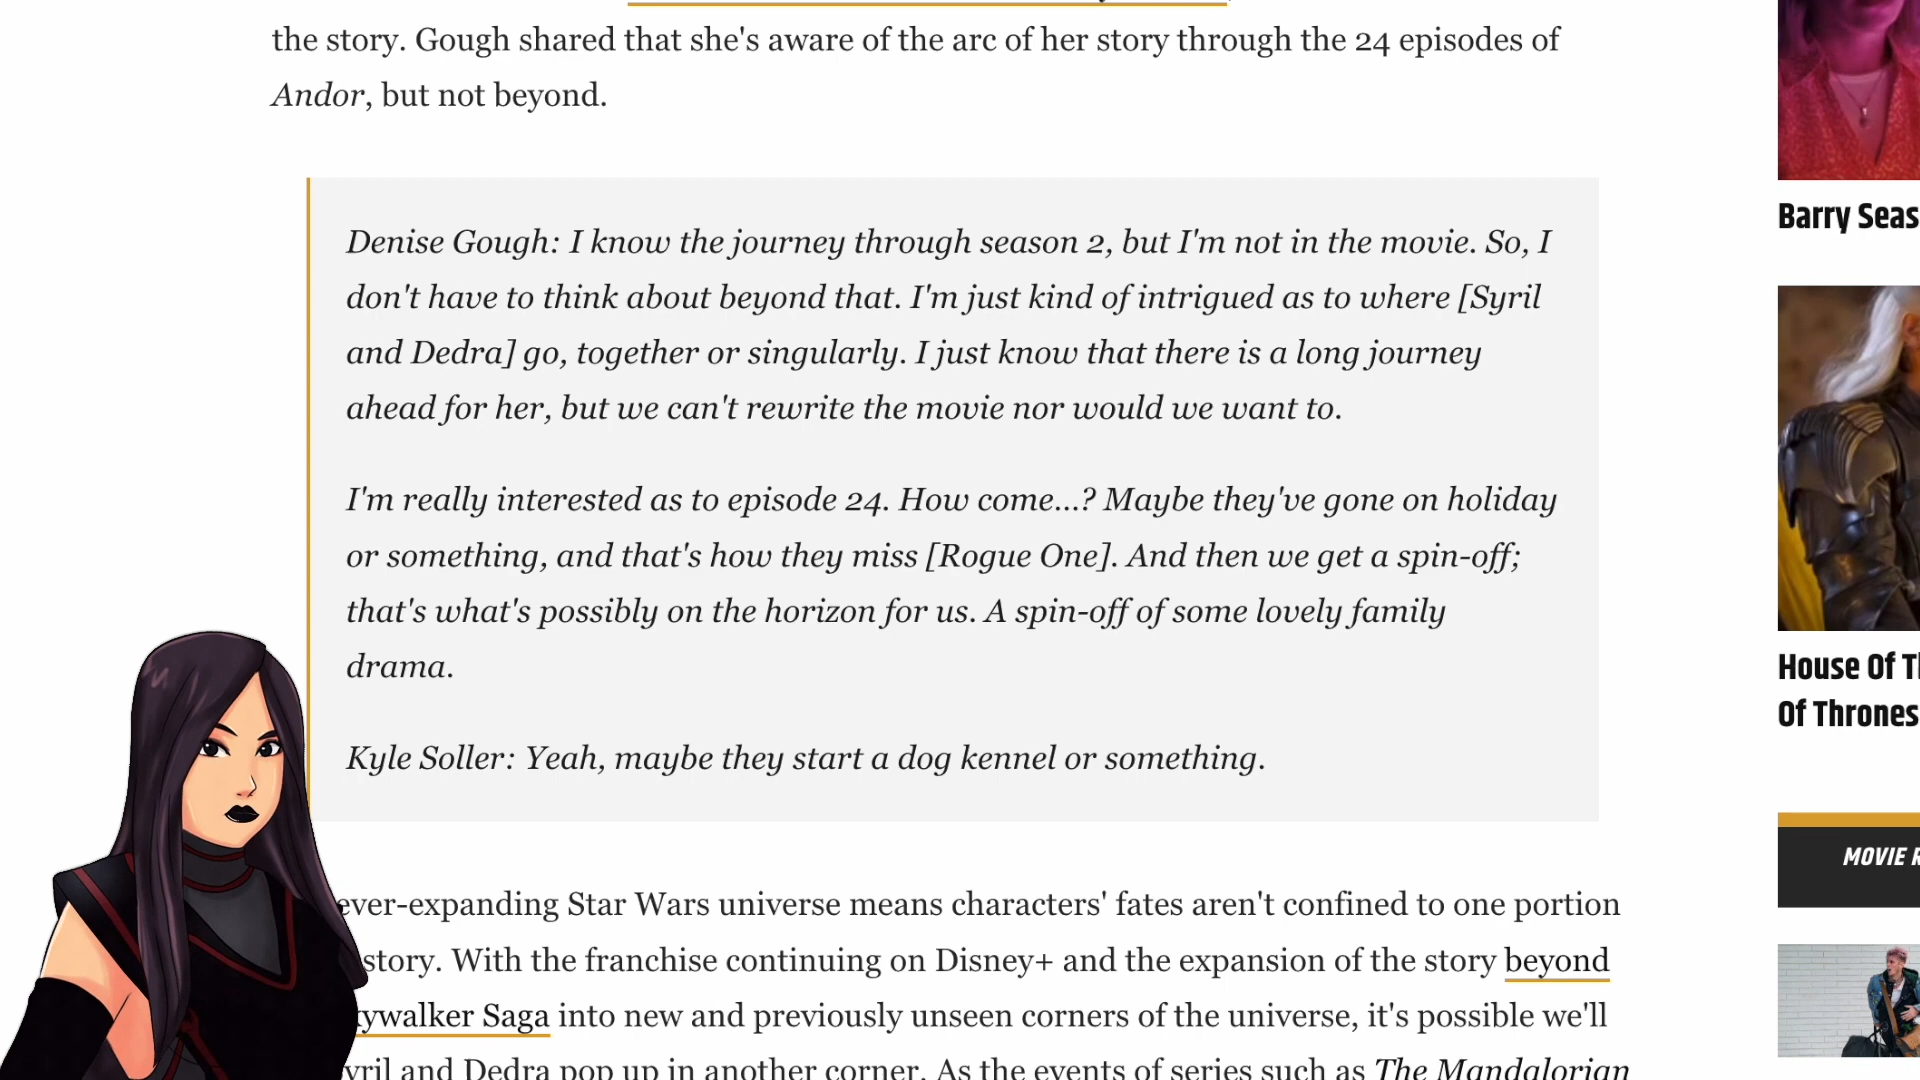 the story. Gough shared that she's aware of the arc of her story through the 24 episodes of
Andor, but not beyond.
Denise Gough: I know the journey through season 2, but I'm not in the movie. So, I
don't have to think about beyond that. I'm just kind of intrigued as to where [Syril
and Dedra] go, together or singularly. I just know that there is a long journey
ahead for her, but we can't rewrite the movie nor would we want to.
I'm really interested as to episode 24. How come...? Maybe they've gone on holiday
or something, and that's how they miss [Rogue One]. And then we get a spin-off;
that's what's possibly on the horizon for us. A spin-off of some lovely family
drama.
Kyle Soller: Yeah, maybe they start a dog kennel or something.
ever-expanding Star Wars universe means characters' fates aren't confined to one portion
story. With the franchise continuing on Disney+ and the expansion of the story beyond
Saga into new and previously unseen corners of the universe, it's possible we'll
and Dedra pop up in another corner. As the events of series such as The Mandalorian
Barry
House Of
Of Thrones
MOVIE